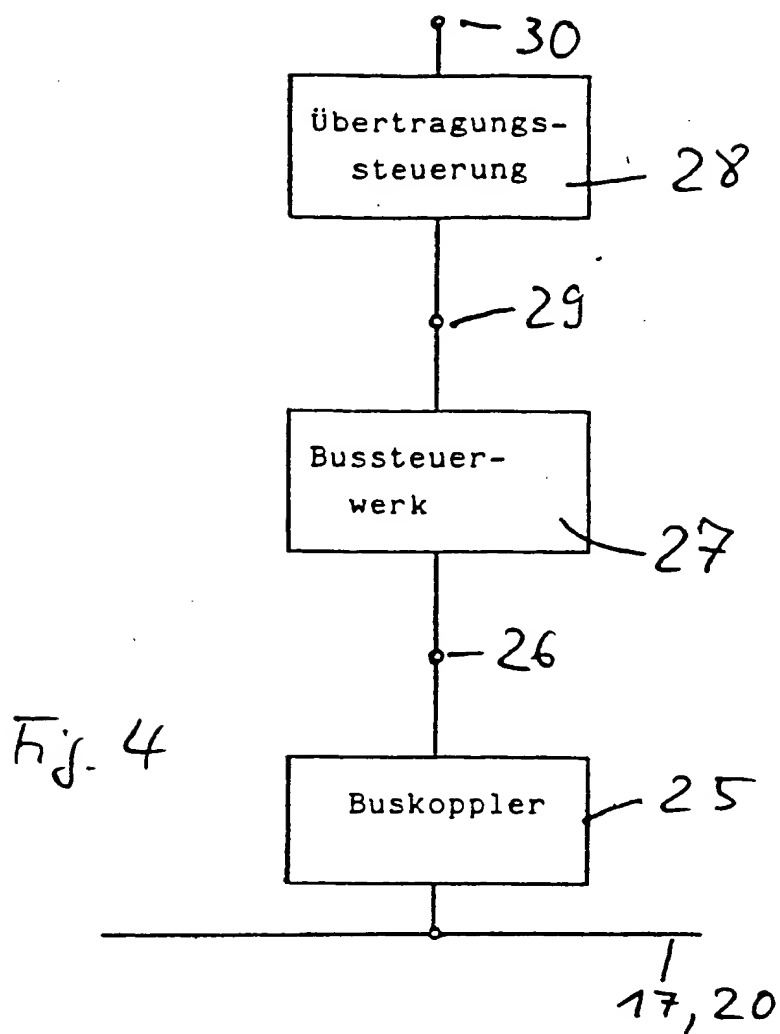 30
Übertragungs-
steuerung
28
29
Bussteuer-
werk
27
26
Fig. 4
Buskoppler
25
17, 20